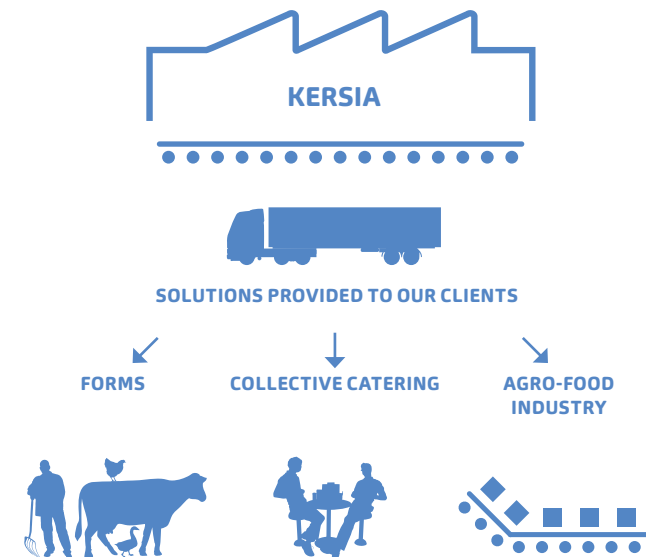 KERSIA
SOLUTIONS PROVIDED TO OUR CLIENTS
FORMS
COLLECTIVE CATERING
AGRO-FOOD
INDUSTRY